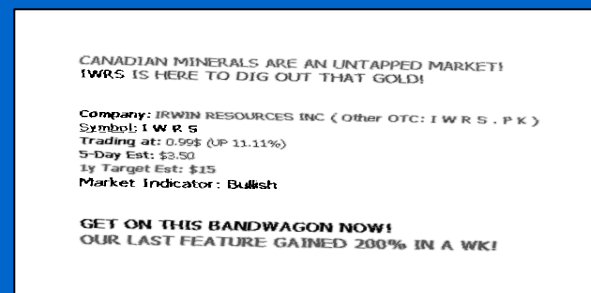 CANADIAN MINERALS ARE AN UNTAPPED MARKET!
IWRS IS HERE TO DIG OUT THAT GOLD!
Company: IRWIN RESOURCES INC ( Other OTC: I W R S . P K )
Symbol: I W R S
Trading at: 0.99$ (UP 11.11%)
5-Day Est: $3.50
1y Target Est: $15
Market Indicator: Bullish
GET ON THIS BANDWAGON NOW!
OUR LAST FEATURE GAINED 200% IN A WK!